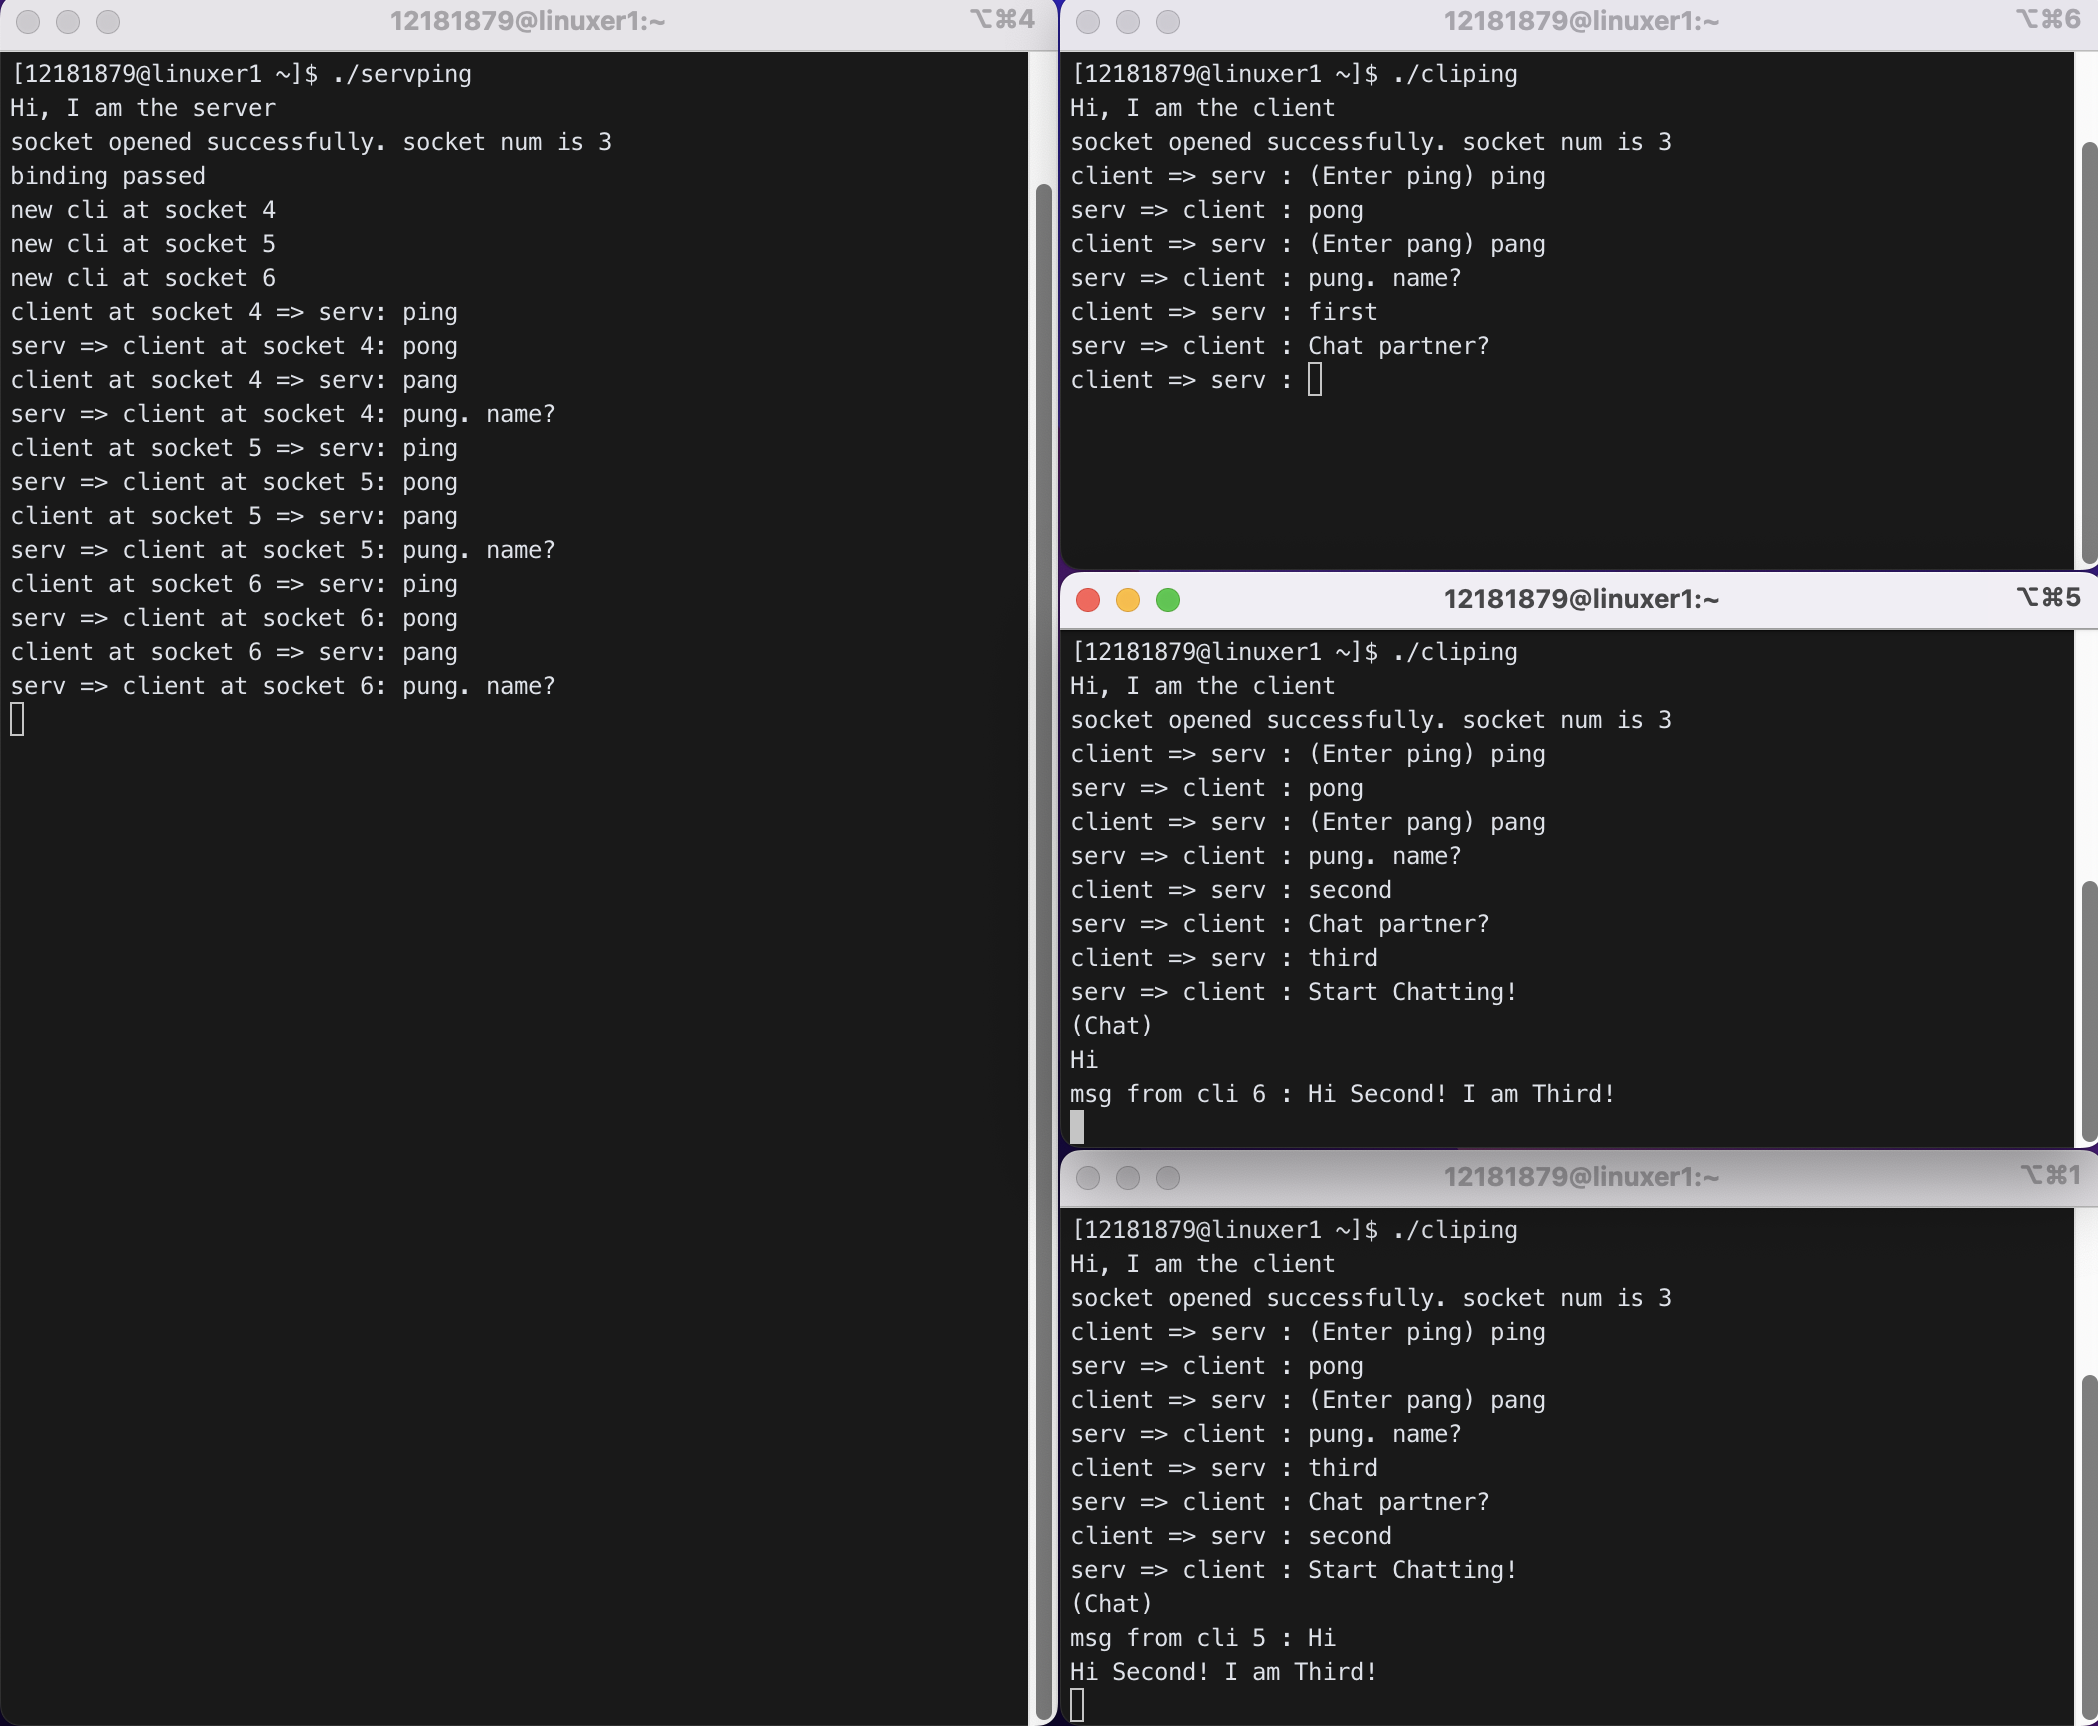 12181879@linuxer1:~
⌥⌘4
[12181879@linuxer1 ~]$ ./servping
Hi, I am the server
socket opened successfully. socket num is 3
binding passed
new cli at socket 4
new cli at socket 5
new cli at socket 6
client at socket 4 => serv: ping
serv => client at socket 4: pong
client at socket 4 => serv: pang
serv => client at socket 4: pung. name?
client at socket 5 => serv: ping
serv => client at socket 5: pong
client at socket 5 => serv: pang
serv => client at socket 5: pung. name?
client at socket 6 => serv: ping
serv => client at socket 6: pong
client at socket 6 => serv: pang
serv => client at socket 6: pung. name?
12181879@linuxer1:~
⌥⌘6
[12181879@linuxer1 ~]$ ./cliping
Hi, I am the client
socket opened successfully. socket num is 3
client => serv : (Enter ping) ping
serv => client : pong
client => serv : (Enter pang) pang
serv => client : pung. name?
client => serv : first
serv => client : Chat partner?
client => serv :
12181879@linuxer1:~
⌥⌘5
[12181879@linuxer1 ~]$ ./cliping
Hi, I am the client
socket opened successfully. socket num is 3
client => serv : (Enter ping) ping
serv => client : pong
client => serv : (Enter pang) pang
serv => client : pung. name?
client => serv : second
serv => client : Chat partner?
client => serv : third
serv => client : Start Chatting!
(Chat)
Hi
msg from cli 6 : Hi Second! I am Third!
12181879@linuxer1:~
⌥⌘1
[12181879@linuxer1 ~]$ ./cliping
Hi, I am the client
socket opened successfully. socket num is 3
client => serv : (Enter ping) ping
serv => client : pong
client => serv : (Enter pang) pang
serv => client : pung. name?
client => serv : third
serv => client : Chat partner?
client => serv : second
serv => client : Start Chatting!
(Chat)
msg from cli 5 : Hi
Hi Second! I am Third!